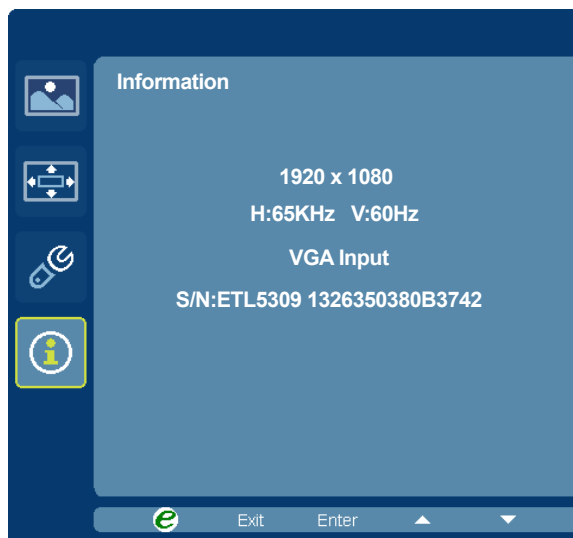 Information
1920 x 1080
H:65KHz V:60Hz
VGA Input
S/N:ETL5309 1326350380B3742
e Exit Enter